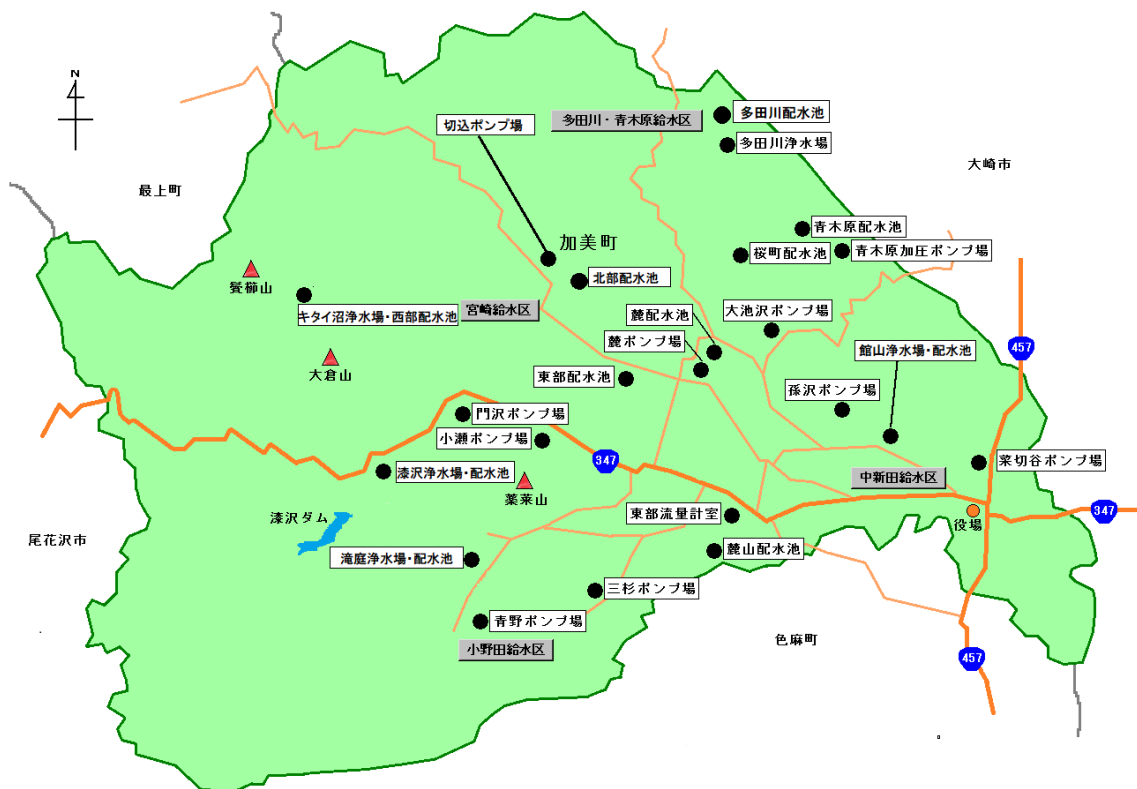 N
切込ポンプ場
多田川・青木原給水区
多田川配水池
多田川浄水場
大崎市
最上町
青木原配水池
加美町
桜町配水池
青木原加圧ポンプ場
北部配水池
鬢櫛山
キタイ沼浄水場・西部配水池
宮崎給水区
大池沢ポンプ場
麓配水池
麓ポンプ場
館山浄水場・配水池
457
大倉山
東部配水池
孫沢ポンプ場
門沢ポンプ場
小瀬ポンプ場
347
菜切谷ポンプ場
漆沢浄水場・配水池
中新田給水区
薬莱山
漆沢ダム
東部流量計室
役場
347
尾花沢市
滝庭浄水場・配水池
麓山配水池
三杉ポンプ場
青野ポンプ場
色麻町
小野田給水区
457